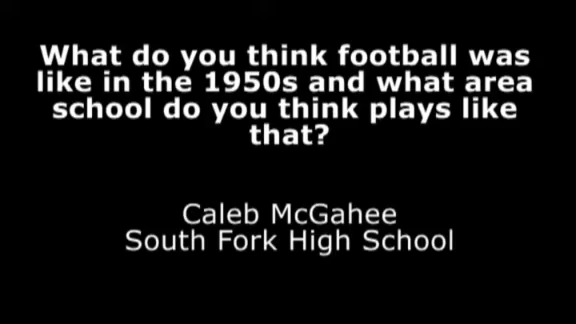 What do you think football was
like in the 1950s and what area
school do you think plays like
that?
Caleb McGahee
South Fork High School